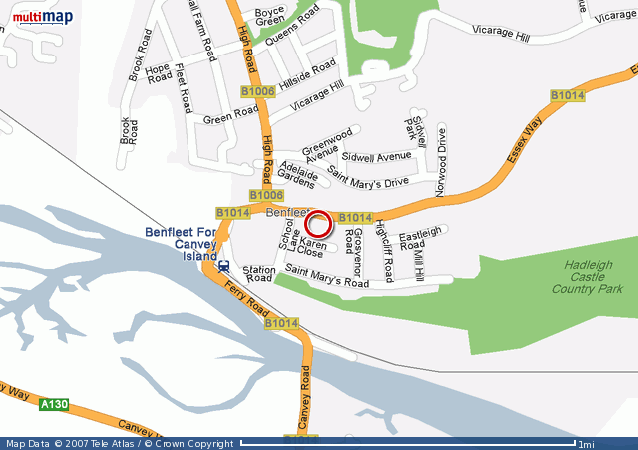 multimap
Boyce
Green
Queens Road
Vicarage Hill
Hall Farm Road
High Road
Brook Road
Hope
Road
Fleet Road
Hillside Road
B1006
Vicarage Hill
B1014
Green Road
Brook
Road
Essex Way
Sidwell
Park
Greenwood
Avenue
Sidwell Avenue
Norwood Drive
High Road
Adelaide
Gardens
Saint Mary's Drive
B1006
B1014
Benfleet
B1014
Benfleet For
Canvey
Island
School
Lane
Karen
Close
Grosvenor
Road
Highcliff Road
Eastleigh
Road
Mill Hill
Station
Road
Saint Mary's Road
Hadleigh
Castle
Country Park
Ferry Road
B1014
Canvey Road
Way
A130
Canvey
B1014
Map Data © 2007 Tele Atlas / © Crown Copyright
1mi